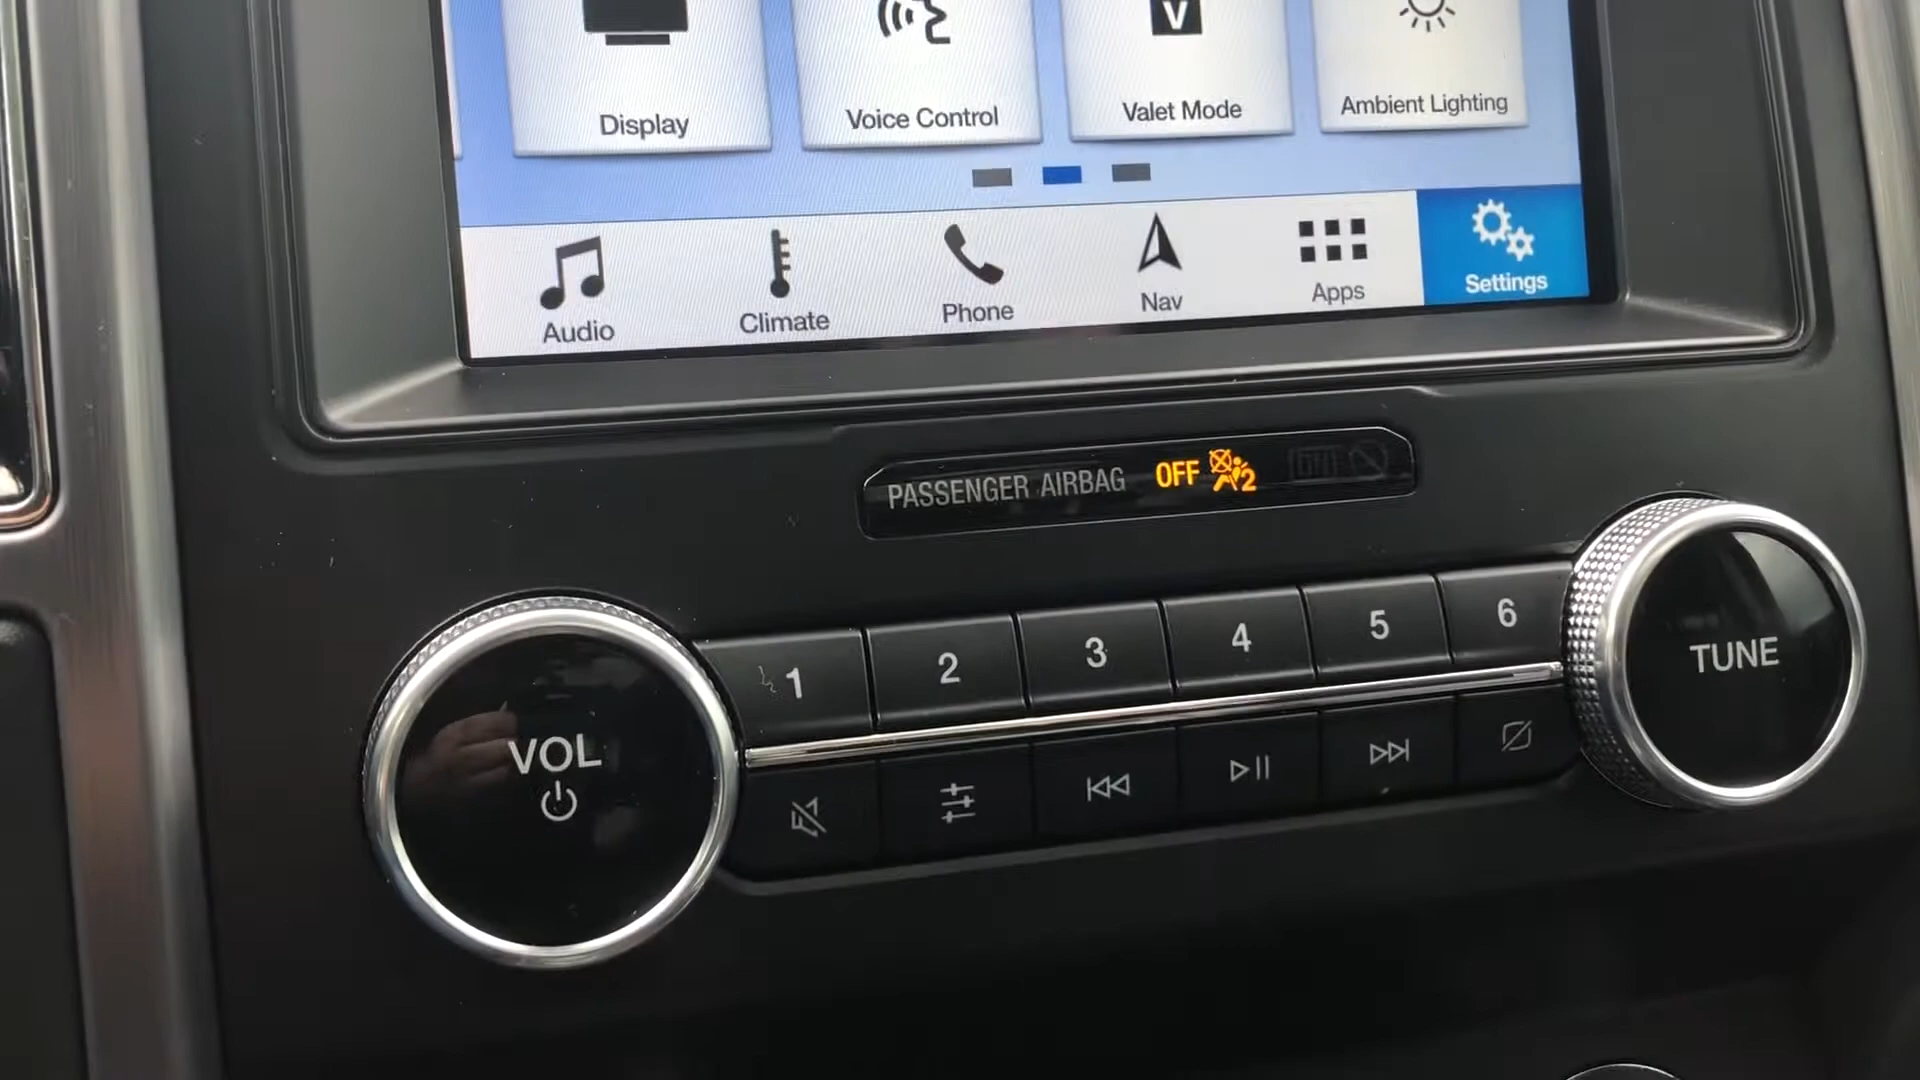 V
Display
Voice Control
Valet Mode
Ambient Lighting
Audio
Climate
Phone
Nav
Apps
Settings
PASSENGER AIRBAG OFF 2
1
2
3
4
5
6
VOL
TUNE